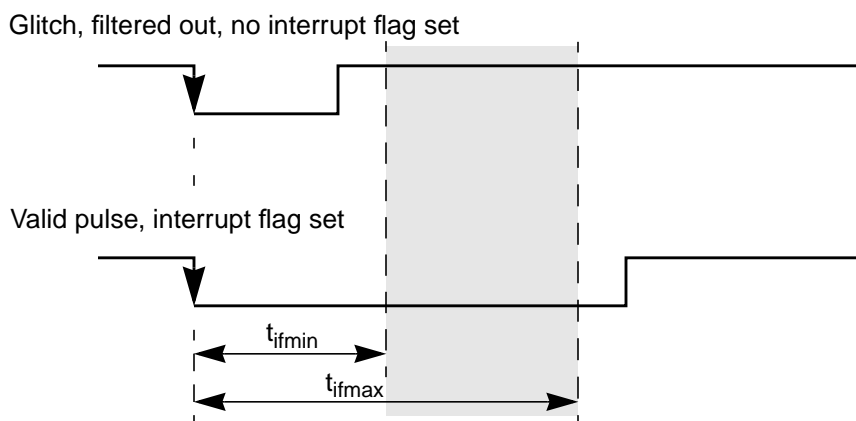 Glitch, filtered out, no interrupt flag set
Valid pulse, interrupt flag set
tifmin
tifmax